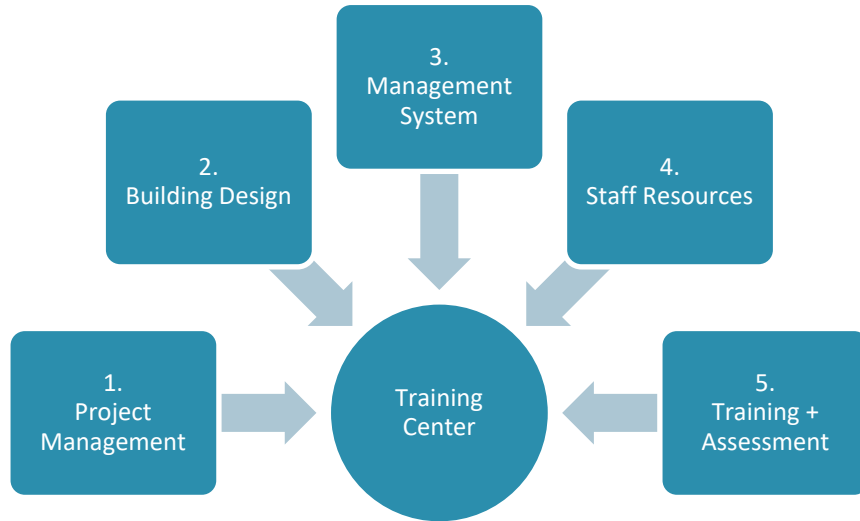 1.
Project
Management
2.
Building Design
3.
Management
System
4.
Staff Resources
5.
Training +
Assessment
Training
Center